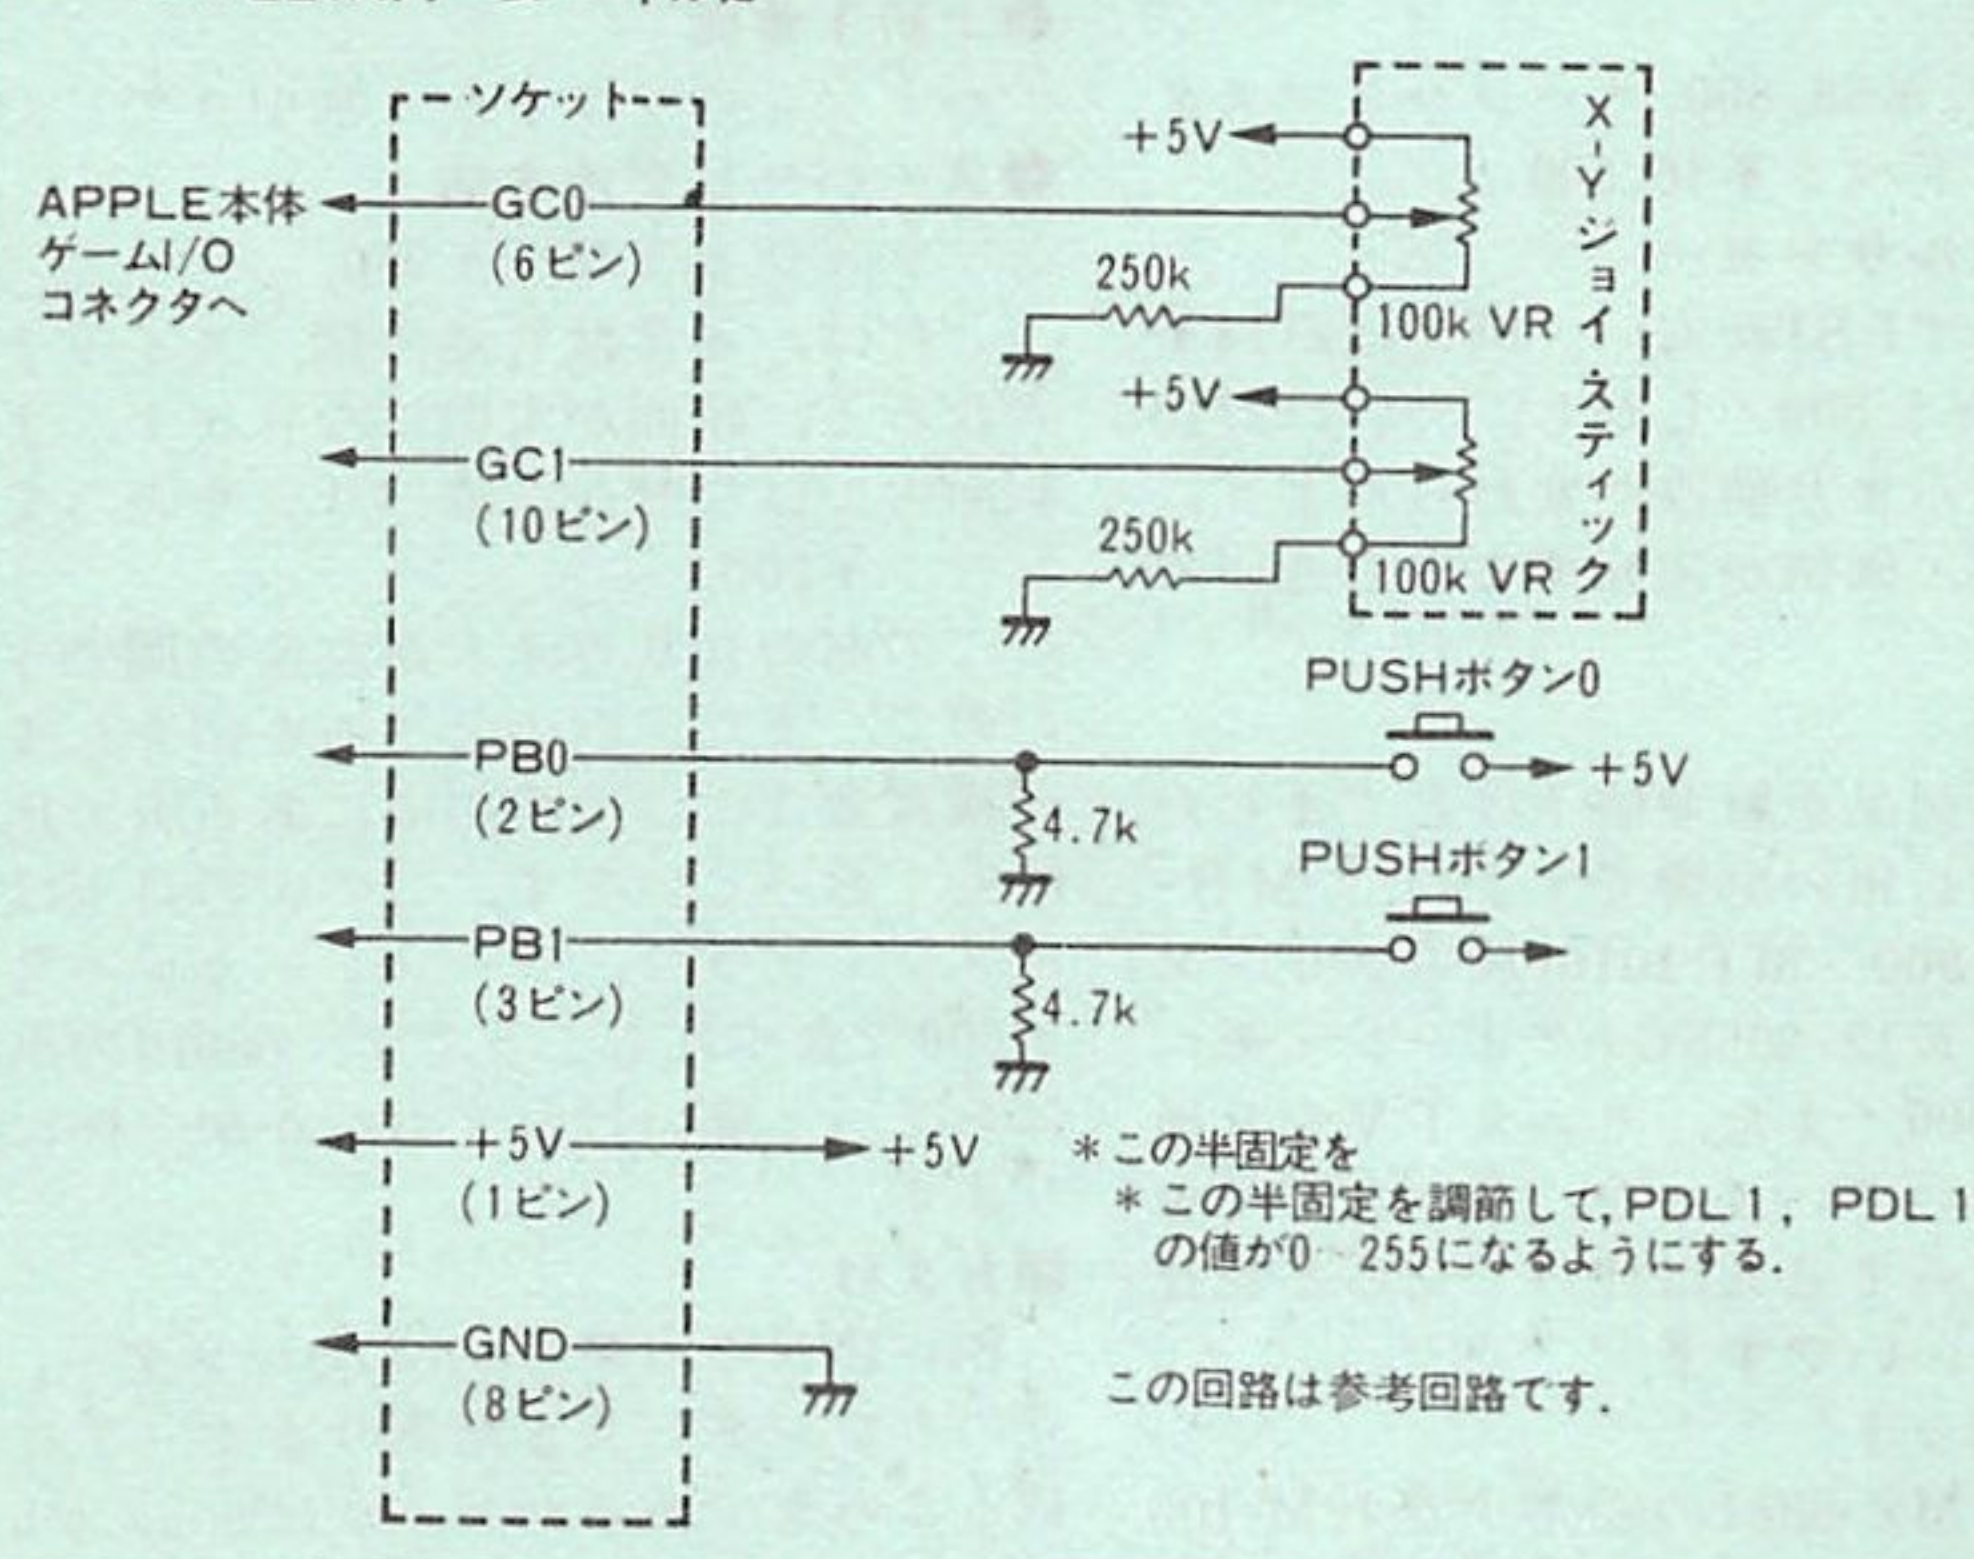 ソケット
APPLE本体
ゲームI/O
コネクタへ
GC0
(6ピン)
+5V
250k
100k VR
X-Yジョイ・スティック
+5V
GC1
(10ピン)
250k
100k VR
PUSHボタン0
PB0
(2ピン)
+5V
4.7k
PUSHボタン1
PB1
(3ピン)
4.7k
+5V
(1ピン)
+5V
*この半固定を
*この半固定を調節して,PDL1, PDL1
の値が0 255になるようにする.
GND
(8ピン)
この回路は参考回路です.